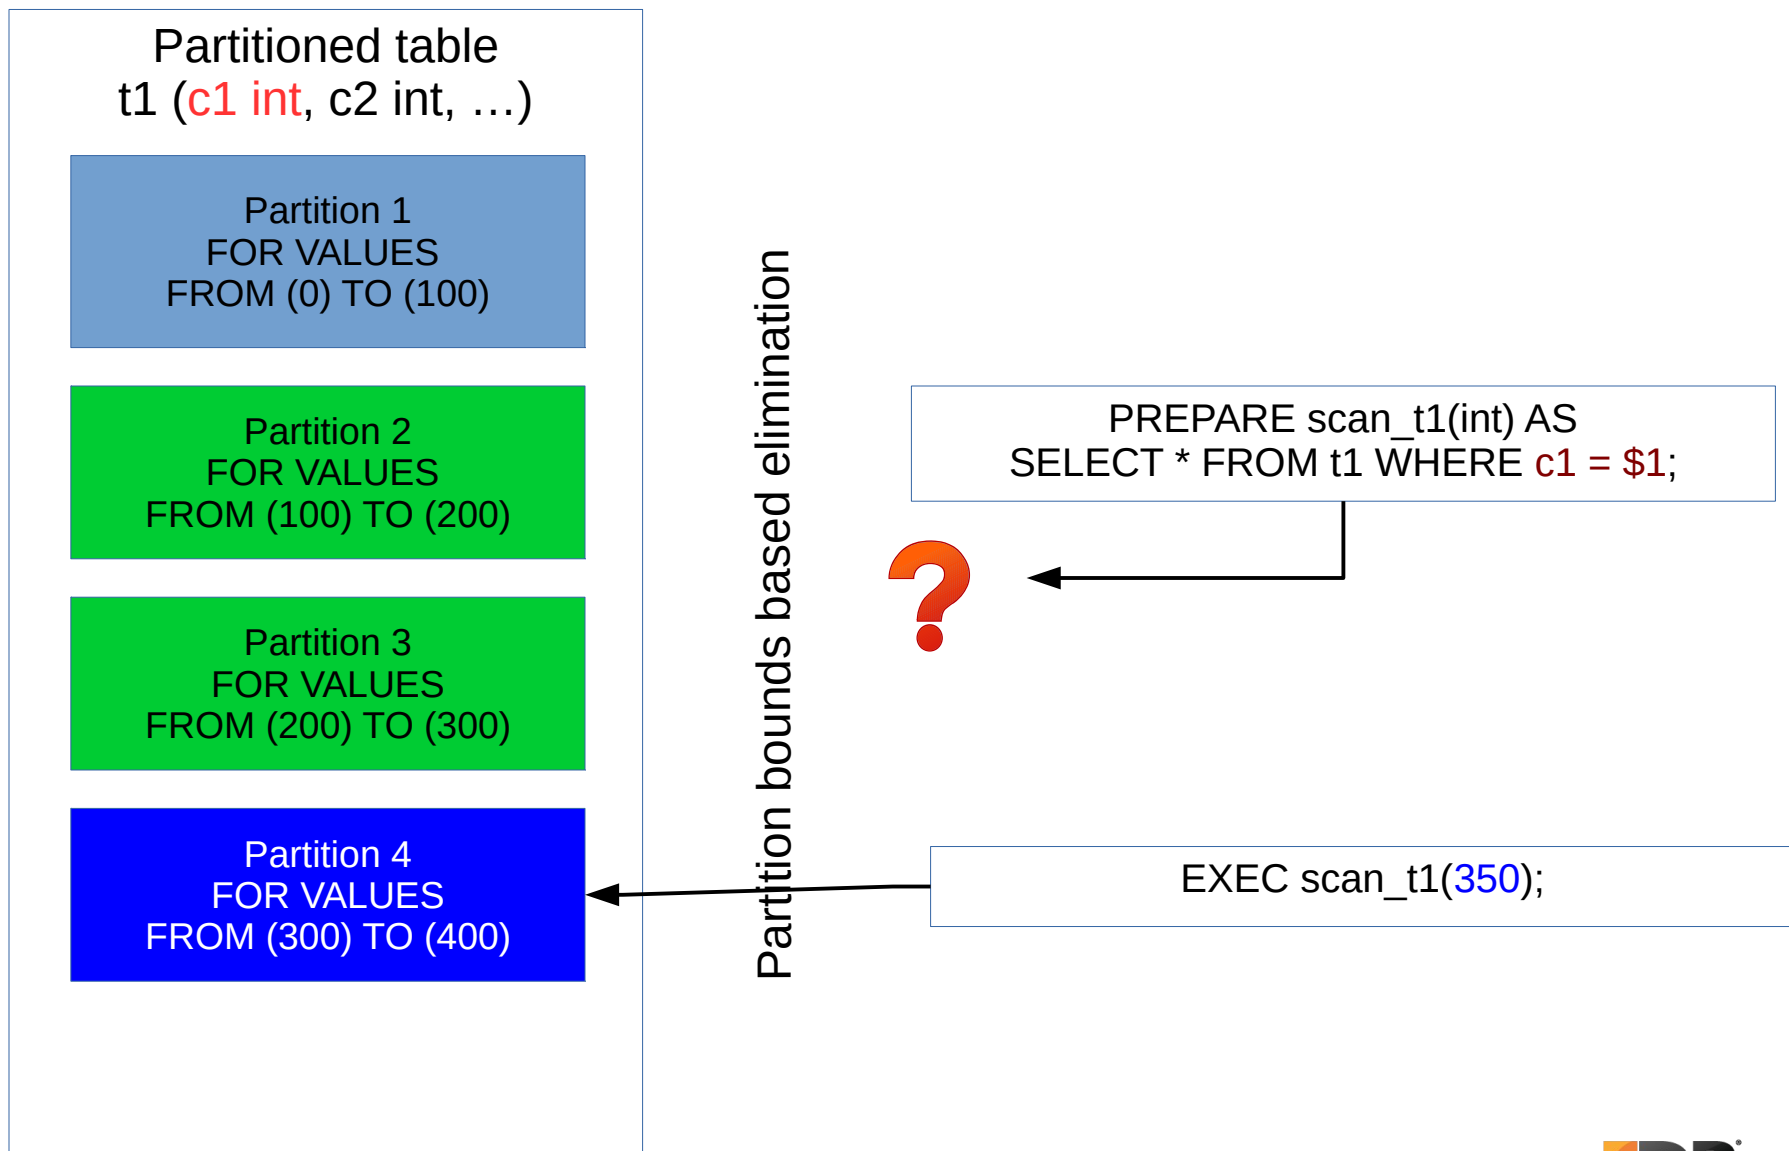 Partitioned table
t1 (c1 int, c2 int, …)
Partition 1
FOR VALUES
FROM (0) TO (100)
Partition 2
FOR VALUES
FROM (100) TO (200)
Partition 3
FOR VALUES
FROM (200) TO (300)
Partition 4
FOR VALUES
FROM (300) TO (400)
Partition bounds based elimination
PREPARE scan_t1(int) AS
SELECT * FROM t1 WHERE c1 = $1;
?
EXEC scan_t1(350);